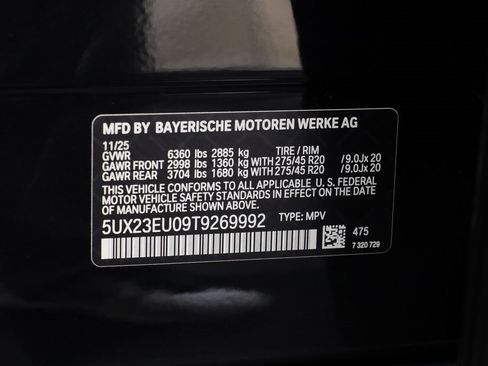 MFD BY BAYERISCHE MOTOREN WERKE AG
11/25
GVWR 6360 lbs 2885 kg TIRE / RIM
GAWR FRONT 2998 lbs 1360 kg WITH 275/45 R20 /9.0Jx 20
GAWR REAR 3704 lbs 1680 kg WITH 275/45 R20 /9.0Jx 20
THIS VEHICLE CONFORMS TO ALL APPLICABLE U. S. FEDERAL
MOTOR VEHICLE SAFETY STANDARDS IN EFFECT ON THE DATE
OF MANUFACTURE SHOWN ABOVE.
5UX23EU09T9269992 TYPE: MPV
475
7 320 729